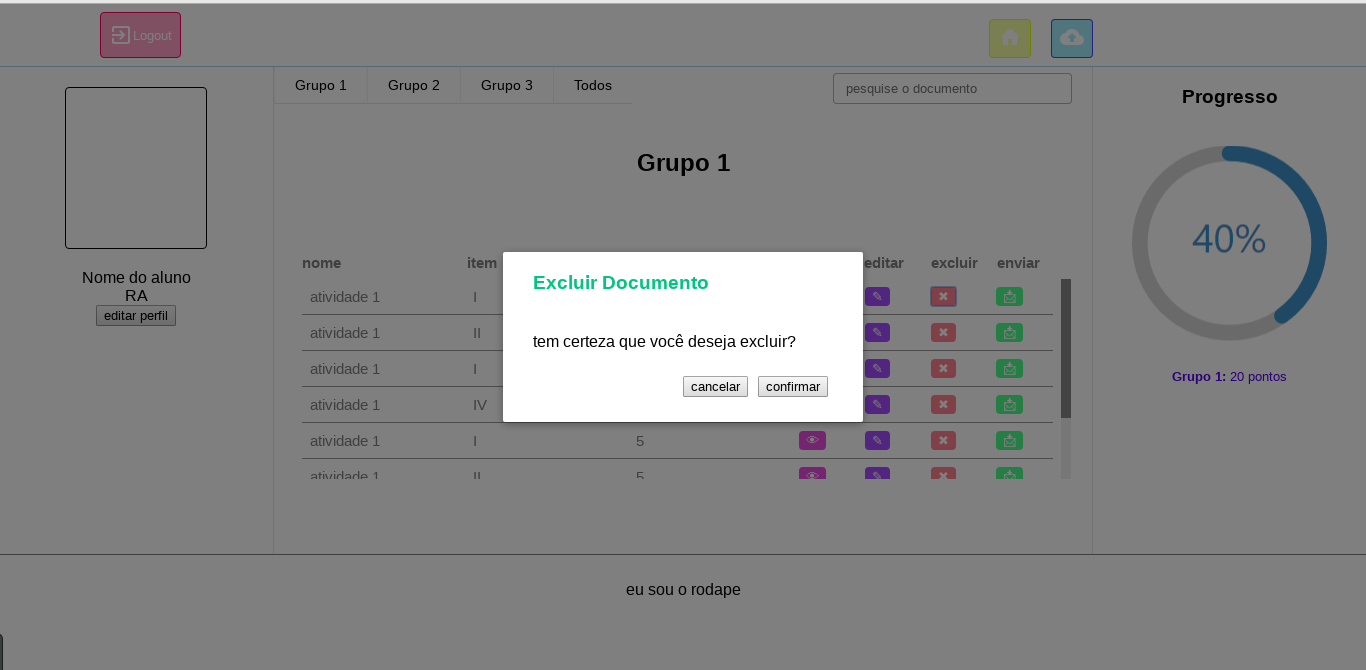 Logout
Grupo 1 Grupo 2 Grupo 3 Todos
pesquise o documento
Progresso
Grupo 1
40%
Nome do aluno
RA
editar perfil
nome item editar excluir enviar
atividade 1 I
atividade 1 II
atividade 1 I
atividade 1 IV
atividade 1 I 5
atividade 1 II 5
Excluir Documento
tem certeza que você deseja excluir?
cancelar confirmar
Grupo 1: 20 pontos
eu sou o rodape